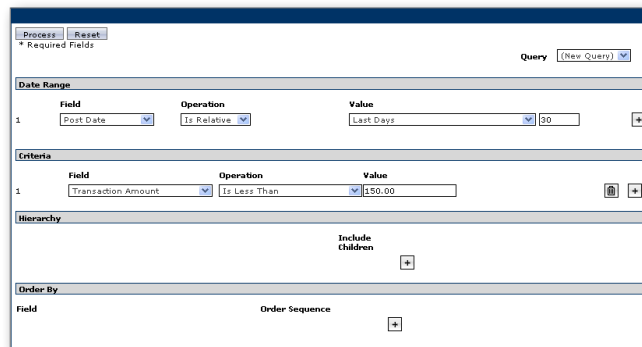 Process Reset
* Required Fields
Query (New Query)
Date Range
Field Operation Value
1 Post Date Is Relative Last Days 30 +
Criteria
Field Operation Value
1 Transaction Amount Is Less Than 150.00 +
Hierarchy
Include
Children
+
Order By
Field Order Sequence
+